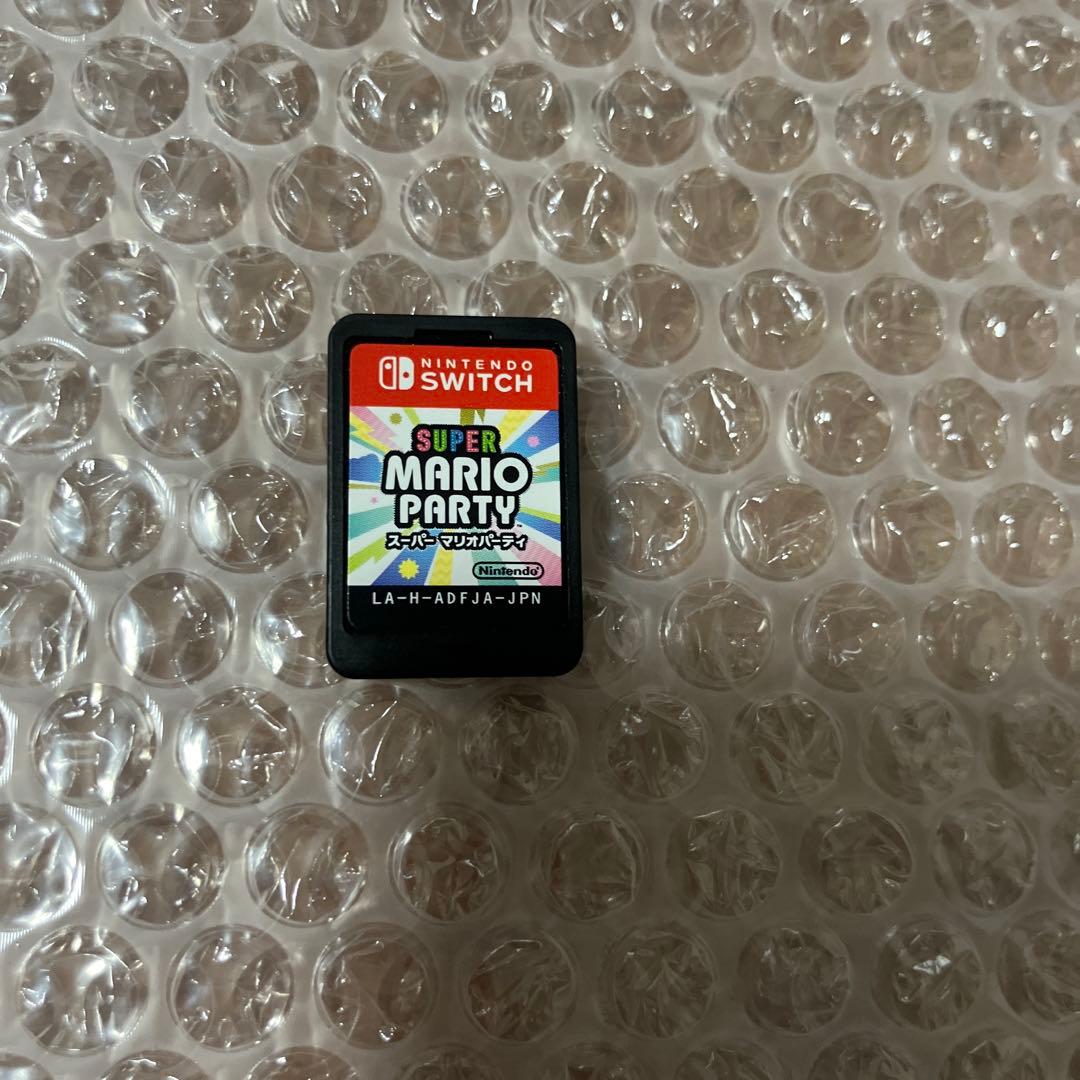 NINTENDO
SWITCH
SUPER
MARIO
PARTY™
スーパー マリオパーティ
Nintendo®
LA-H-ADFJA-JPN